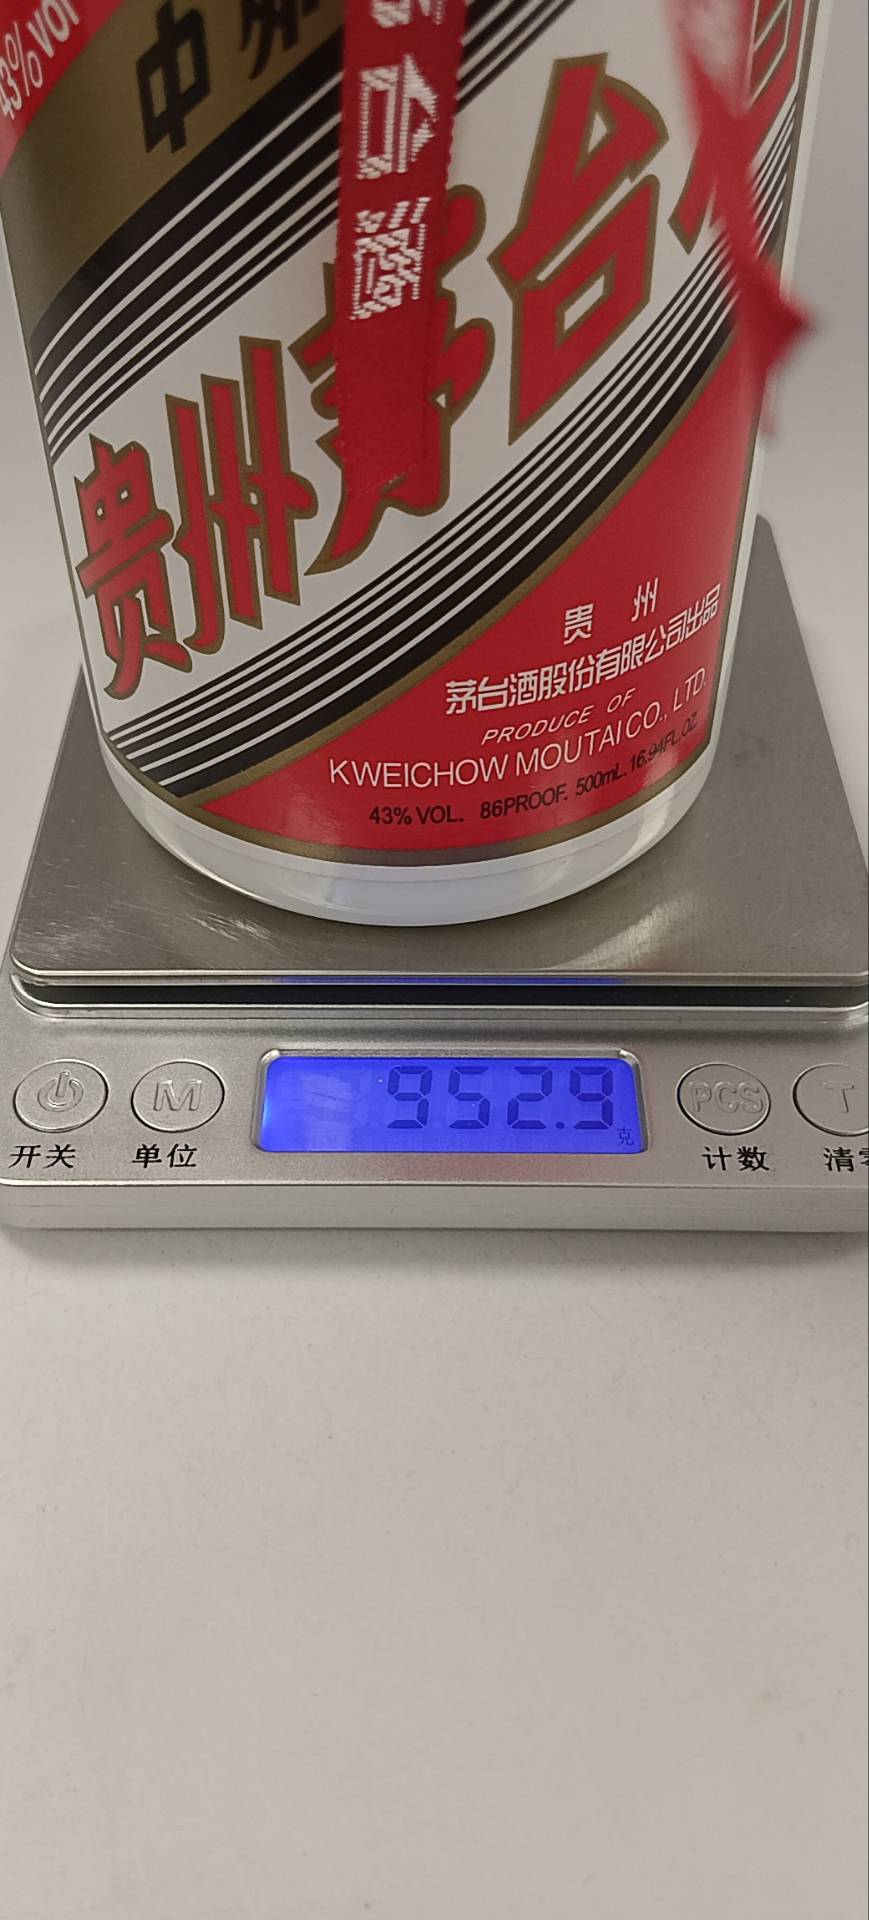 43% VOl
中
贵州茅台
贵 州
茅台酒股份有限公司出品
PRODUCE OF
KWEICHOW MOUTAI CO., LTD.
43% VOL. 86PROOF. 500mL. 16.94FL.OZ
952.9
克
M
PCS
T
开关
单位
计数
清零